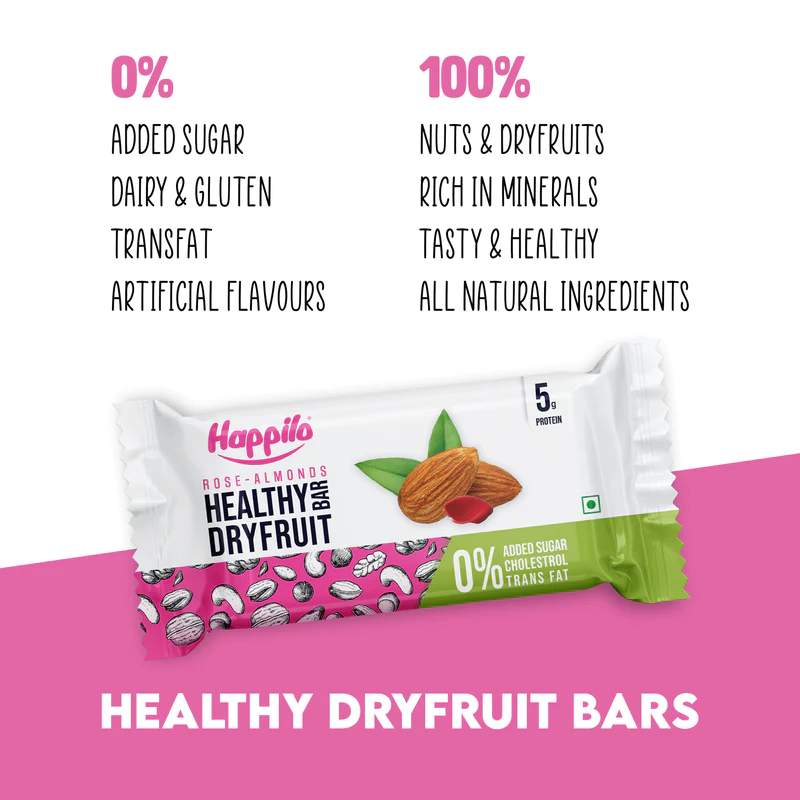 0%
ADDED SUGAR
DAIRY & GLUTEN
TRANSFAT
ARTIFICIAL FLAVOURS
100%
NUTS & DRYFRUITS
RICH IN MINERALS
TASTY & HEALTHY
ALL NATURAL INGREDIENTS
Happilo
ROSE-ALMONDS
HEALTHY
DRYFRUIT
BAR
5g
PROTEIN
0%
ADDED SUGAR
CHOLESTROL
TRANS FAT
HEALTHY DRYFRUIT BARS